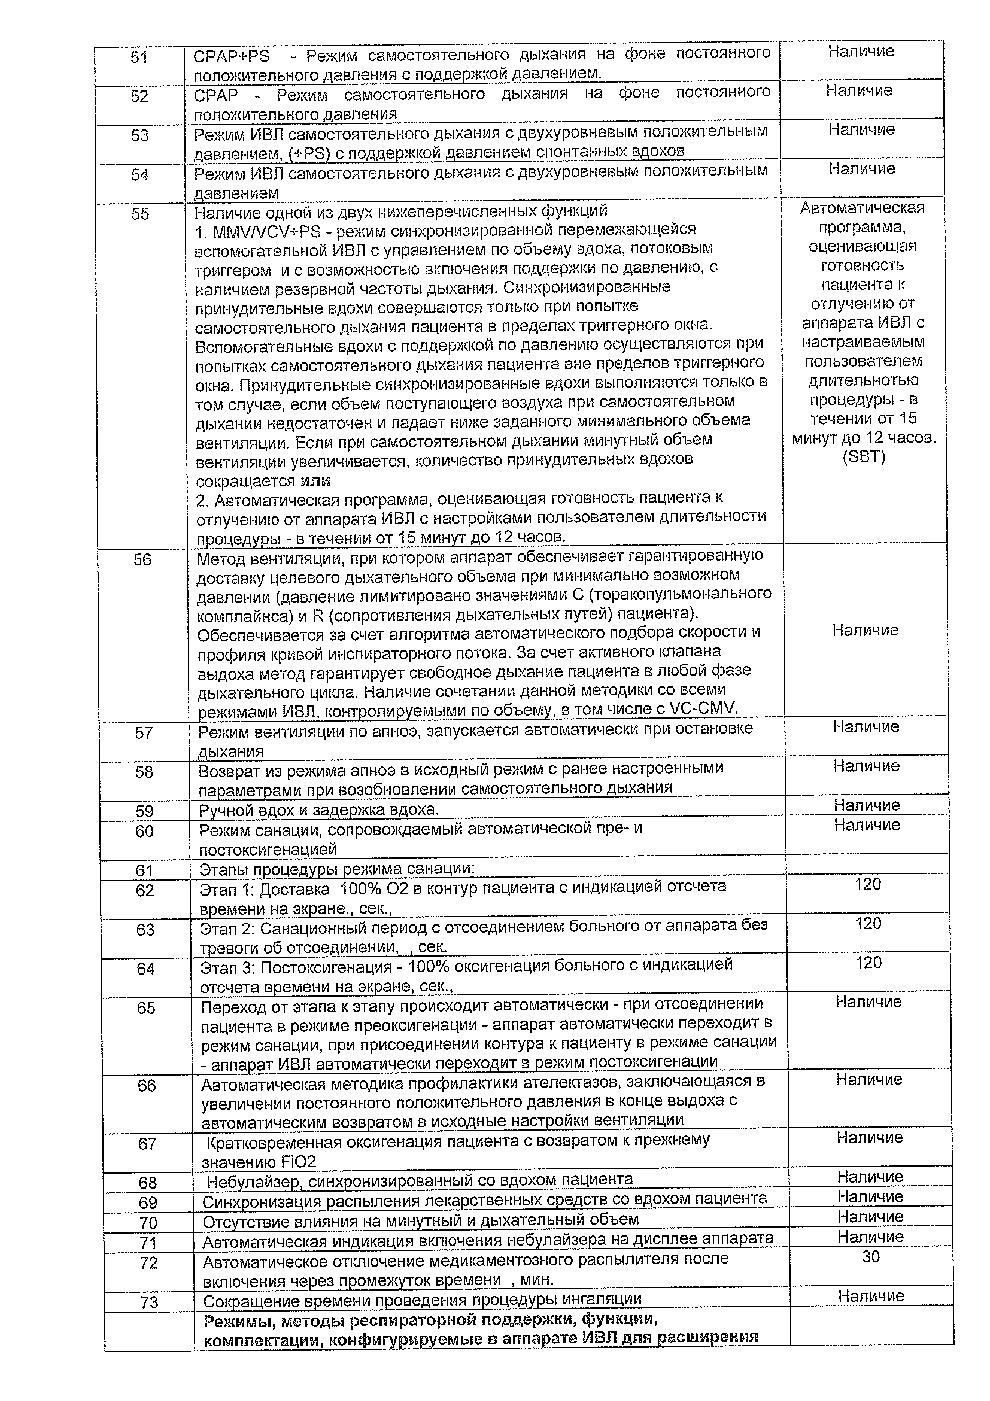 51 CPAP+PS - Режим самостоятельного дыхания на фоне постоянного Наличие
положительного давления с поддержкой давлением.
52 CPAP - Режим самостоятельного дыхания на фоне постоянного Наличие
положительного давления
53 Режим ИВЛ самостоятельного дыхания с двухуровневым положительным Наличие
давлением, (+PS) с поддержкой давлением спонтанных вдохов
54 Режим ИВЛ самостоятельного дыхания с двухуровневым положительным Наличие
давлением
55 Наличие одной из двух нижеперечисленных функций
1. MMV/VCV+PS - режим синхронизированной перемежающейся
вспомогательной ИВЛ с управлением по объему вдоха, потоковым
триггером и с возможностью включения поддержки по давлению, с
наличием резервной частоты дыхания. Синхронизированные
принудительные вдохи совершаются только при попытке
самостоятельного дыхания пациента в пределах триггерного окна.
Вспомогательные вдохи с поддержкой по давлению осуществляются при
попытках самостоятельного дыхания пациента вне пределов триггерного
окна. Принудительные синхронизированные вдохи выполняются только в
том случае, если объем поступающего воздуха при самостоятельном
дыхании недостаточен и падает ниже заданного минимального объема
вентиляции. Если при самостоятельном дыхании минутный объем
вентиляции увеличивается, количество принудительных вдохов
сокращается или
2. Автоматическая программа, оценивающая готовность пациента к
отлучению от аппарата ИВЛ с настройками пользователем длительности
процедуры - в течении от 15 минут до 12 часов.
Автоматическая
программа,
оценивающая
готовность
пациента к
отлучению от
аппарата ИВЛ с
настраиваемым
пользователем
длительнотью
процедуры - в
течении от 15
минут до 12 часов.
(SBT)
56 Метод вентиляции, при котором аппарат обеспечивает гарантированную
доставку целевого дыхательного объема при минимально возможном
давлении (давление лимитировано значениями С (торакопульмонального
комплайнса) и R (сопротивления дыхательных путей) пациента).
Обеспечивается за счет алгоритма автоматического подбора скорости и Наличие
профиля кривой инспираторного потока. За счет активного клапана
выдоха метод гарантирует свободное дыхание пациента в любой фазе
дыхательного цикла. Наличие сочетании данной методики со всеми
режимами ИВЛ, контролируемыми по объему, в том числе с VC-CMV.
57 Режим вентиляции по апноэ, запускается автоматически при остановке Наличие
дыхания
58 Возврат из режима апноэ в исходный режим с ранее настроенными Наличие
параметрами при возобновлении самостоятельного дыхания
59 Ручной вдох и задержка вдоха. Наличие
60 Режим санации, сопровождаемый автоматической пре- и Наличие
постоксигенацией
61 Этапы процедуры режима санации:
62 Этап 1: Доставка 100% О2 в контур пациента с индикацией отсчета 120
времени на экране., сек.,
63 Этап 2: Санационный период с отсоединением больного от аппарата без 120
тревоги об отсоединении, , сек.
64 Этап 3: Постоксигенация - 100% оксигенация больного с индикацией 120
отсчета времени на экране, сек.,
65 Переход от этапа к этапу происходит автоматически - при отсоединении Наличие
пациента в режиме преоксигенации - аппарат автоматически переходит в
режим санации, при присоединении контура к пациенту в режиме санации
- аппарат ИВЛ автоматически переходит в режим постоксигенации
66 Автоматическая методика профилактики ателектазов, заключающаяся в Наличие
увеличении постоянного положительного давления в конце выдоха с
автоматическим возвратом в исходные настройки вентиляции
67 Кратковременная оксигенация пациента с возвратом к прежнему Наличие
значению FiO2
68 Небулайзер, синхронизированный со вдохом пациента Наличие
69 Синхронизация распыления лекарственных средств со вдохом пациента Наличие
70 Отсутствие влияния на минутный и дыхательный объем Наличие
71 Автоматическая индикация включения небулайзера на дисплее аппарата Наличие
72 Автоматическое отключение медикаментозного распылителя после 30
включения через промежуток времени , мин.
73 Сокращение времени проведения процедуры ингаляции Наличие
Режимы, методы респираторной поддержки, функции,
комплектации, конфигурируемые в аппарате ИВЛ для расширения